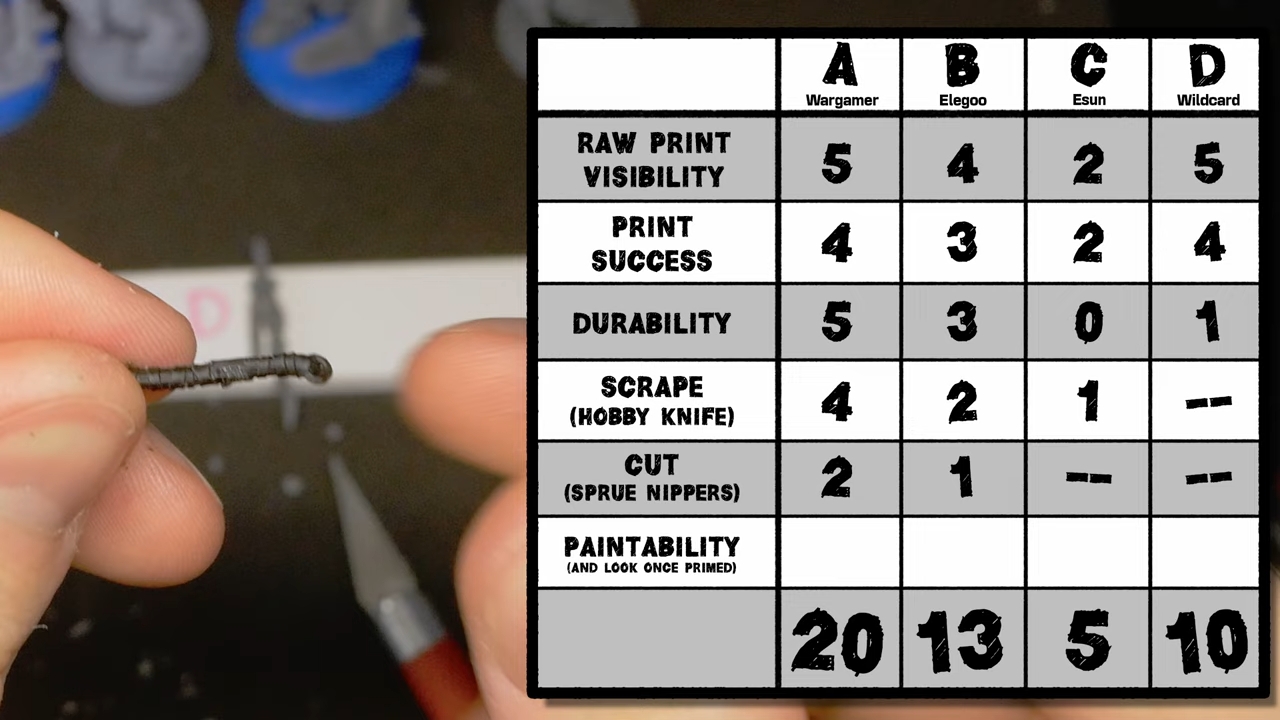 D
A B C D
Wargamer Elegoo Esun Wildcard
RAW PRINT
VISIBILITY
5 4 2 5
PRINT
SUCCESS
4 3 2 4
DURABILITY
5 3 0 1
SCRAPE
(HOBBY KNIFE)
4 2 1 --
CUT
(SPRUE NIPPERS)
2 1 -- --
PAINTABILITY
(AND LOOK ONCE PRIMED)
20 13 5 10